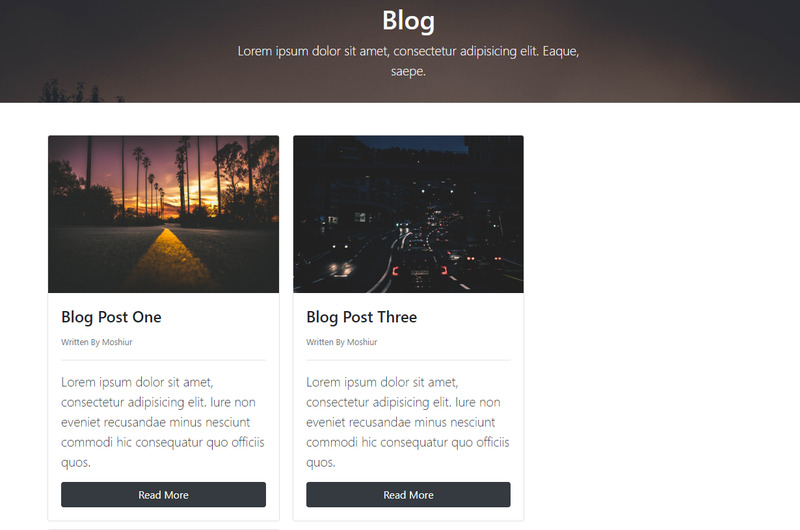 Blog
Lorem ipsum dolor sit amet, consectetur adipisicing elit. Eaque,
saepe.
Blog Post One
Written By Moshiur
Lorem ipsum dolor sit amet,
consectetur adipisicing elit. Iure non
eveniet recusandae minus nesciunt
commodi hic consequatur quo officiis
quos.
Read More
Blog Post Three
Written By Moshiur
Lorem ipsum dolor sit amet,
consectetur adipisicing elit. Iure non
eveniet recusandae minus nesciunt
commodi hic consequatur quo officiis
quos.
Read More